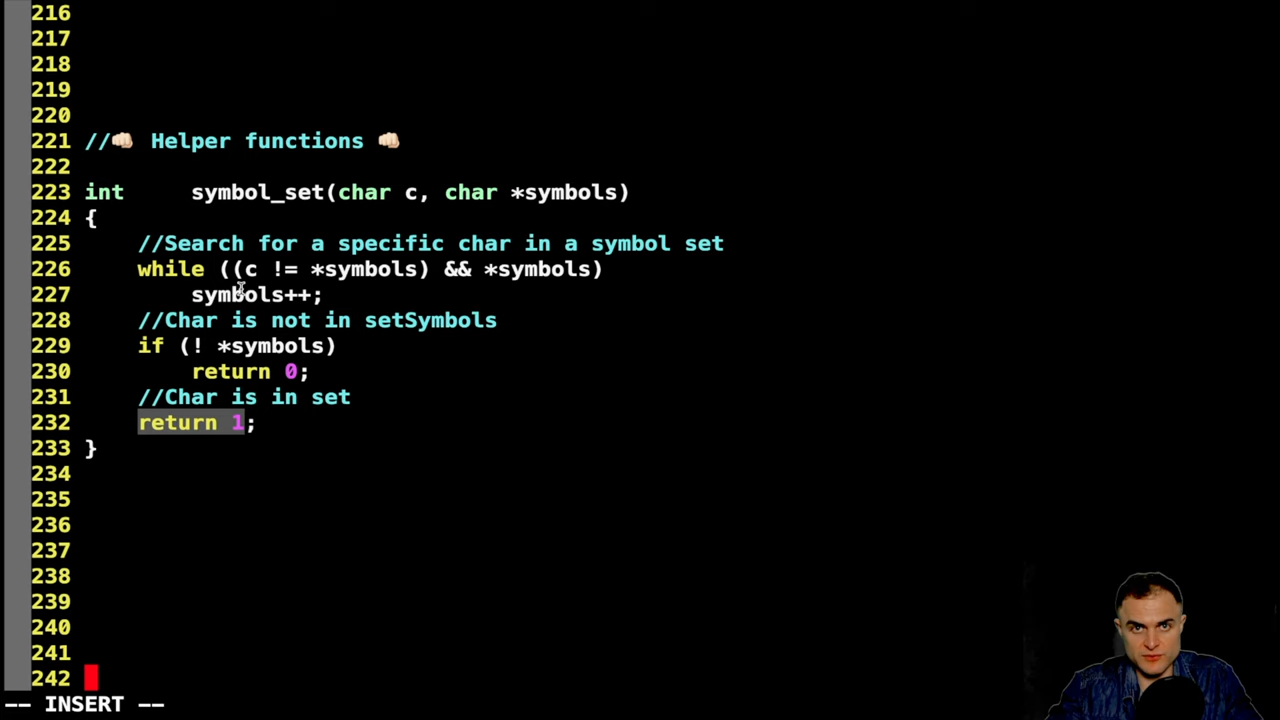 216
217
218
219
220
221 //👊🏻 Helper functions 👊🏻
222
223 int     symbol_set(char c, char *symbols)
224 {
225     //Search for a specific char in a symbol set
226     while ((c != *symbols) && *symbols)
227         symbols++;
228     //Char is not in setSymbols
229     if (! *symbols)
230         return 0;
231     //Char is in set
232     return 1;
233 }
234
235
236
237
238
239
240
241
242
-- INSERT --